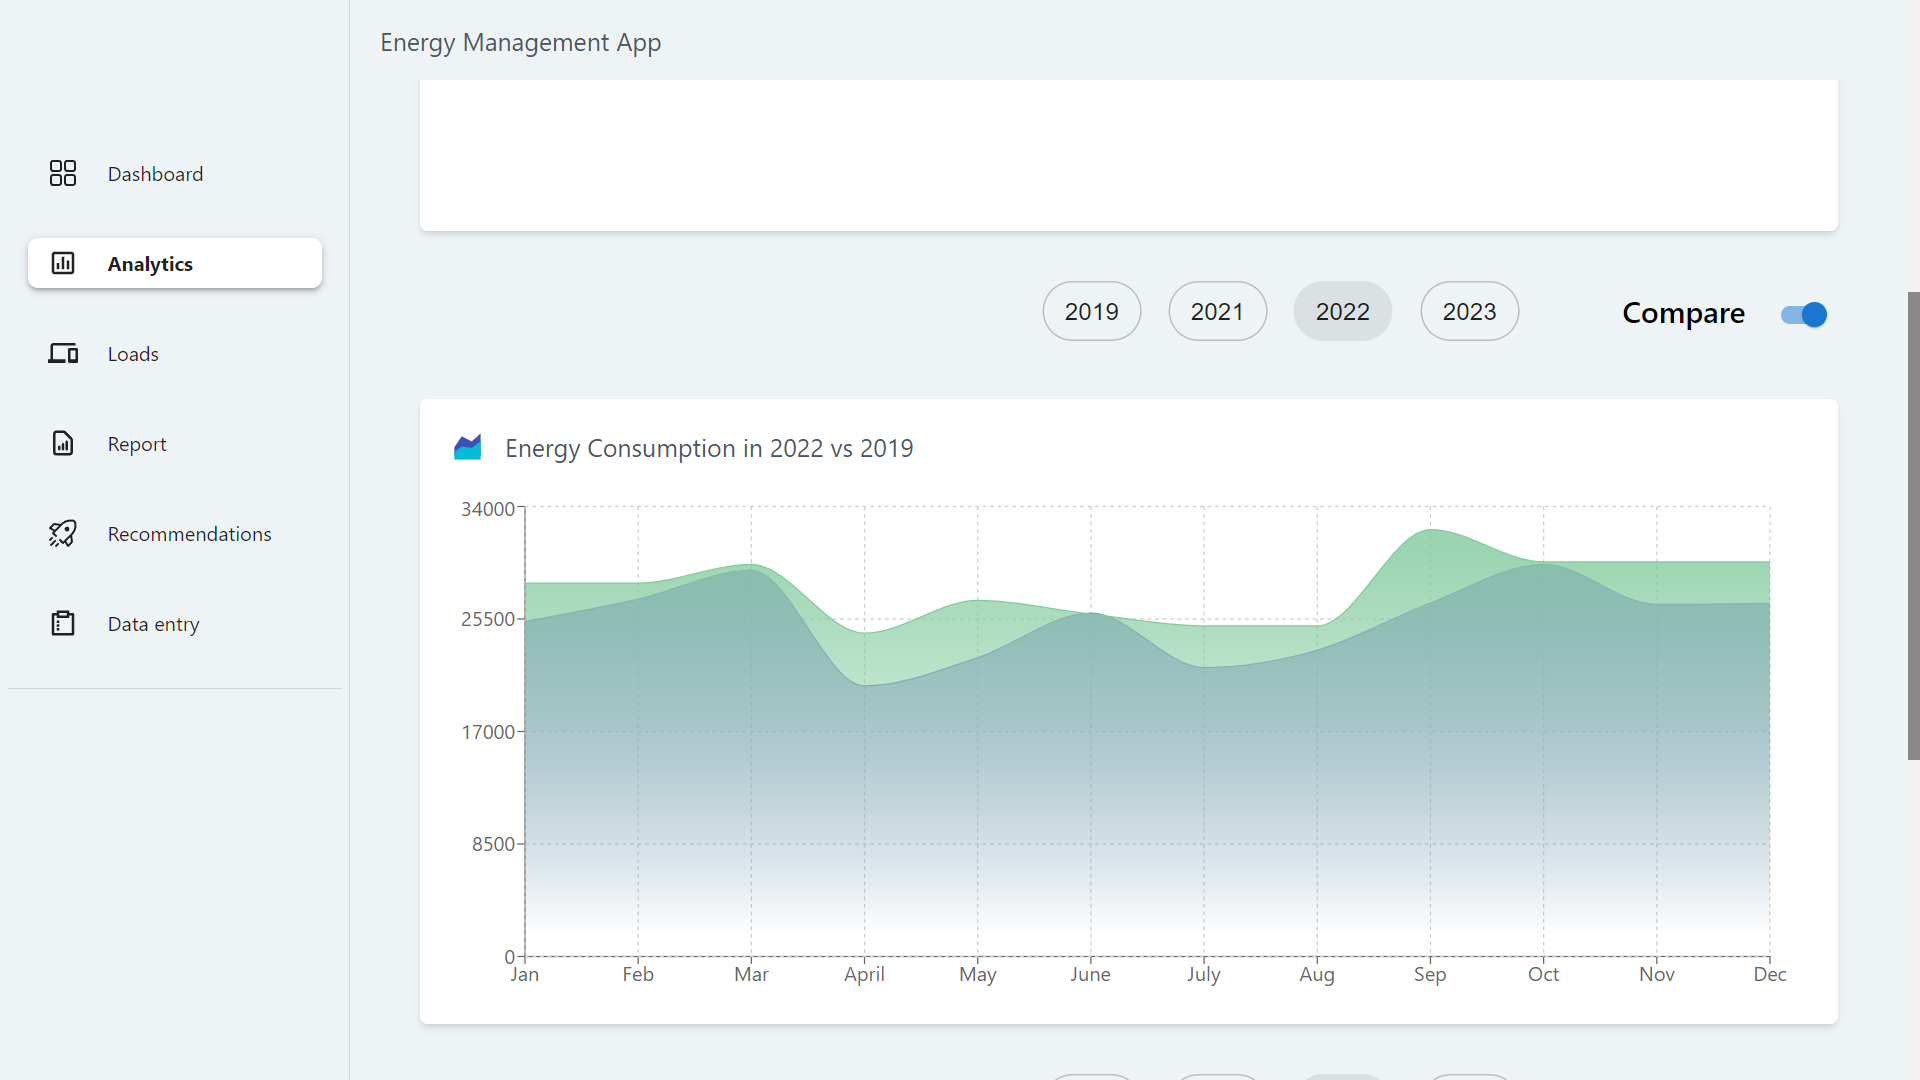 Energy Management App
Dashboard
Analytics
Loads
Report
Recommendations
Data entry
2019
2021
2022
2023
Compare
Energy Consumption in 2022 vs 2019
34000
25500
17000
8500
0
Jan Feb Mar April May June July Aug Sep Oct Nov Dec